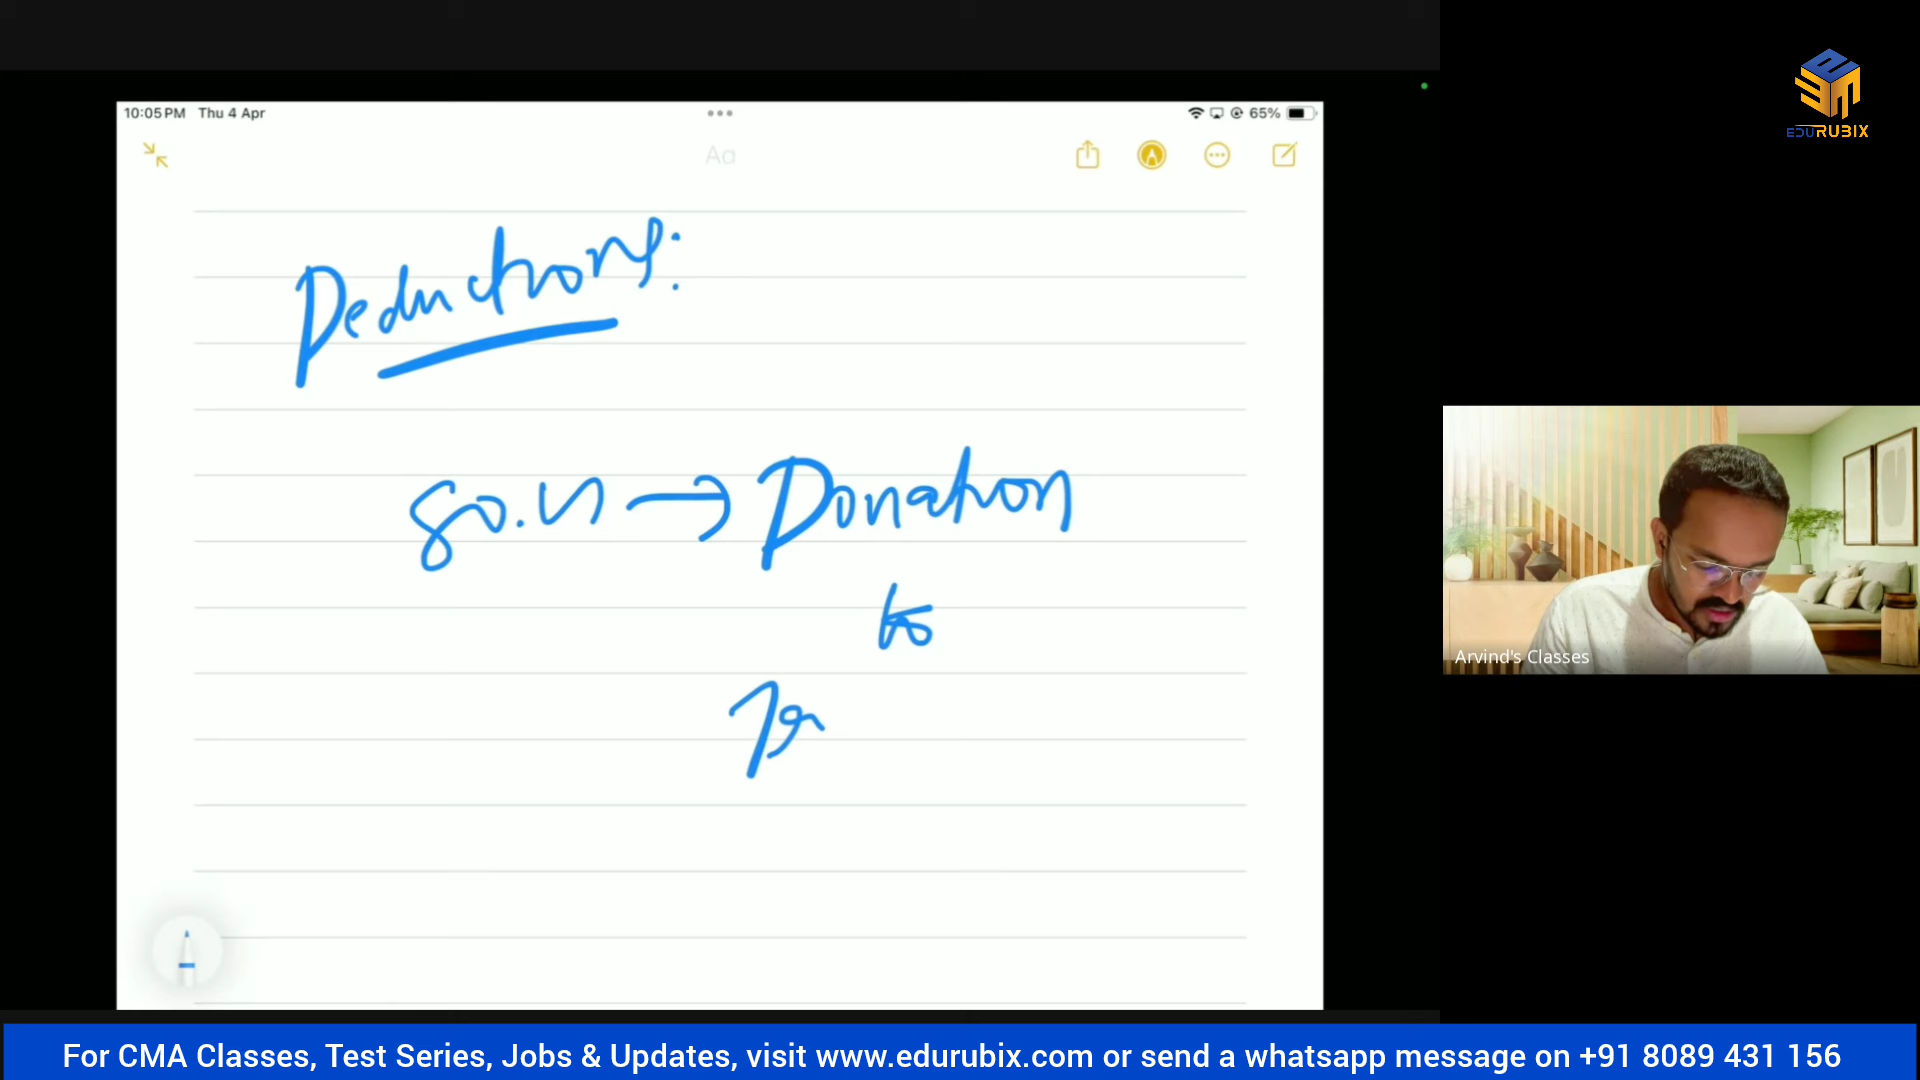 10:05 PM Thu 4 Apr
65%
Aa
EDURUBIX
Deductions:
→ Donation
to
Arvind's Classes
For CMA Classes, Test Series, Jobs & Updates, visit www.edurubix.com or send a whatsapp message on +91 8089 431 156